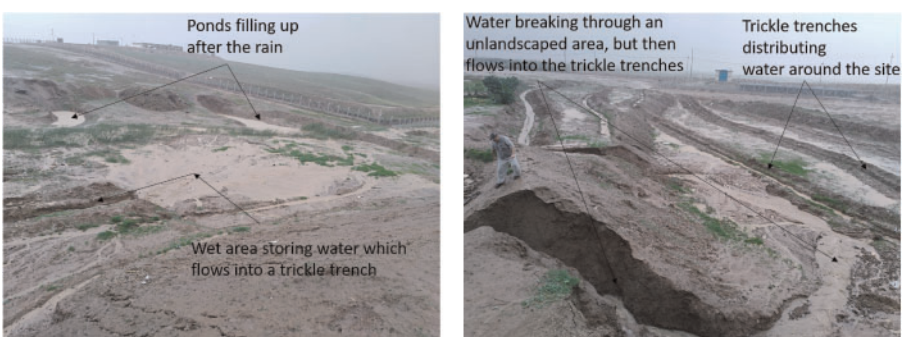 Ponds filling up
after the rain
Wet area storing water which
flows into a trickle trench
Water breaking through an
unlandscaped area, but then
flows into the trickle trenches
Trickle trenches
distributing
water around the site